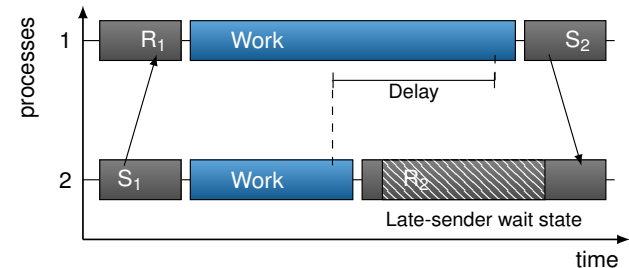 processes
1
R1
Work
S2
Delay
2
S1
Work
R2
Late-sender wait state
time